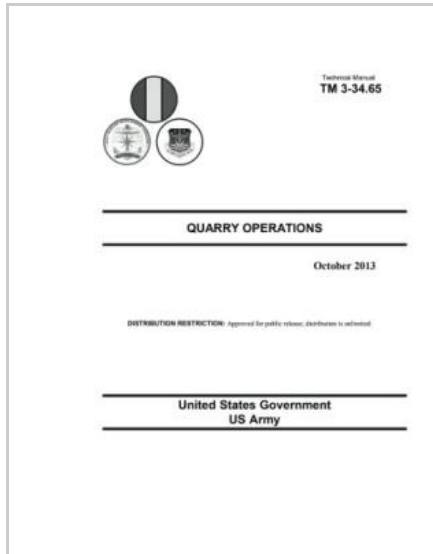 Technical Manual
TM 3-34.65
QUARRY OPERATIONS
October 2013
DISTRIBUTION RESTRICTION: Approved for public release; distribution is unlimited.
United States Government
US Army